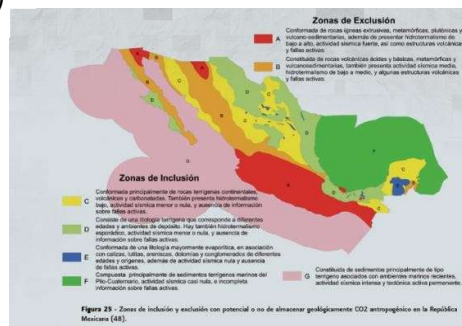 Zonas de Exclusión
A
Conformada de rocas ígneas extrusivas, metamórficas, plutónicas y
vulcano-sedimentarias, además de presentar hidrotermalismo de
bajo a alto, actividad sísmica fuerte, así como estructuras volcánicas
y fallas activas.
B
Constituida de rocas volcánicas ácidas y básicas, metamórficas y
vulcanosedimentarias, también presenta actividad sísmica media,
hidrotermalismo de bajo a medio, y algunas estructuras volcánicas
y fallas activas.
Zonas de Inclusión
C
Conformada principalmente de rocas terrígenas continentales,
volcánicas y carbonatadas. También presenta hidrotermalismo
bajo, actividad sísmica menor o nula, y ausencia de información
sobre fallas activas.
D
Consiste de una litología terrígena que corresponde a diferentes
edades y ambientes de depósito. Hay también hidrotermalismo
esporádico, actividad sísmica menor o nula, y ausencia de
información sobre fallas activas.
E
Conformada de una litología mayormente evaporítica, en asociación
con calizas, lutitas, areniscas, dolomías y conglomerados de diferentes
edades y orígenes, además de actividad sísmica nula y ausencia
de fallas activas.
F
Compuesta principalmente de sedimentos terrígenos marinos del
Plio-Cuaternario, actividad sísmica casi nula, e incompleta
información sobre fallas activas.
G
Constituida de sedimentos principalmente de tipo
terrígeno asociados con ambientes marinos recientes,
actividad sísmica intensa y tectónica activa permanente.
Figura 25 - Zonas de inclusión y exclusión con potencial o no de almacenar geológicamente CO2 antropogénico en la República
Mexicana (48).